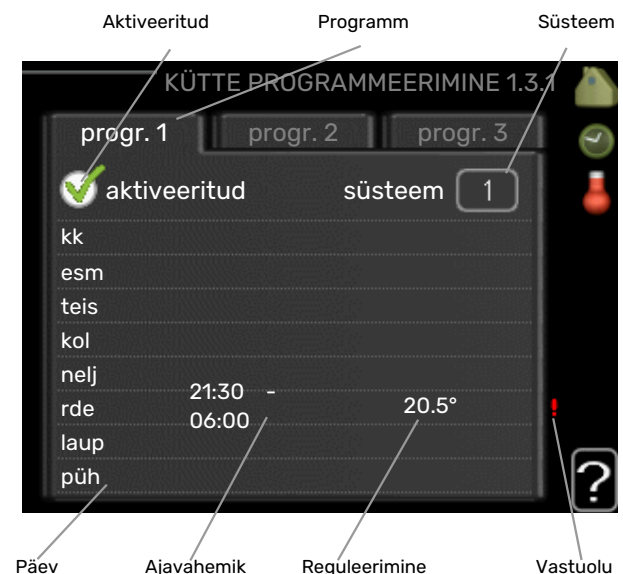 Aktiveeritud Programm Süsteem
KÜTTE PROGRAMMEERIMINE 1.3.1
progr. 1 progr. 2 progr. 3
aktiveeritud süsteem 1
kk
esm
teis
kol
nelj
21:30 -
rde 20.5°
06:00
laup
püh
!
?
Päev Ajavahemik Reguleerimine Vastuolu